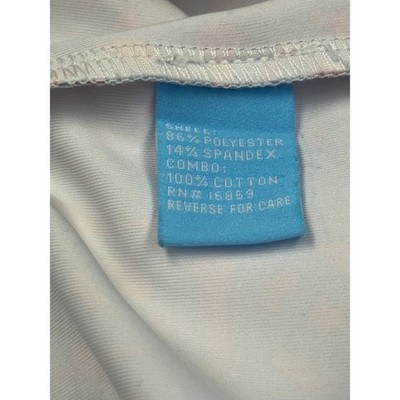 SHELL:
86% POLYESTER
14% SPANDEX
COMBO:
100% COTTON
RN# 16859
REVERSE FOR CARE